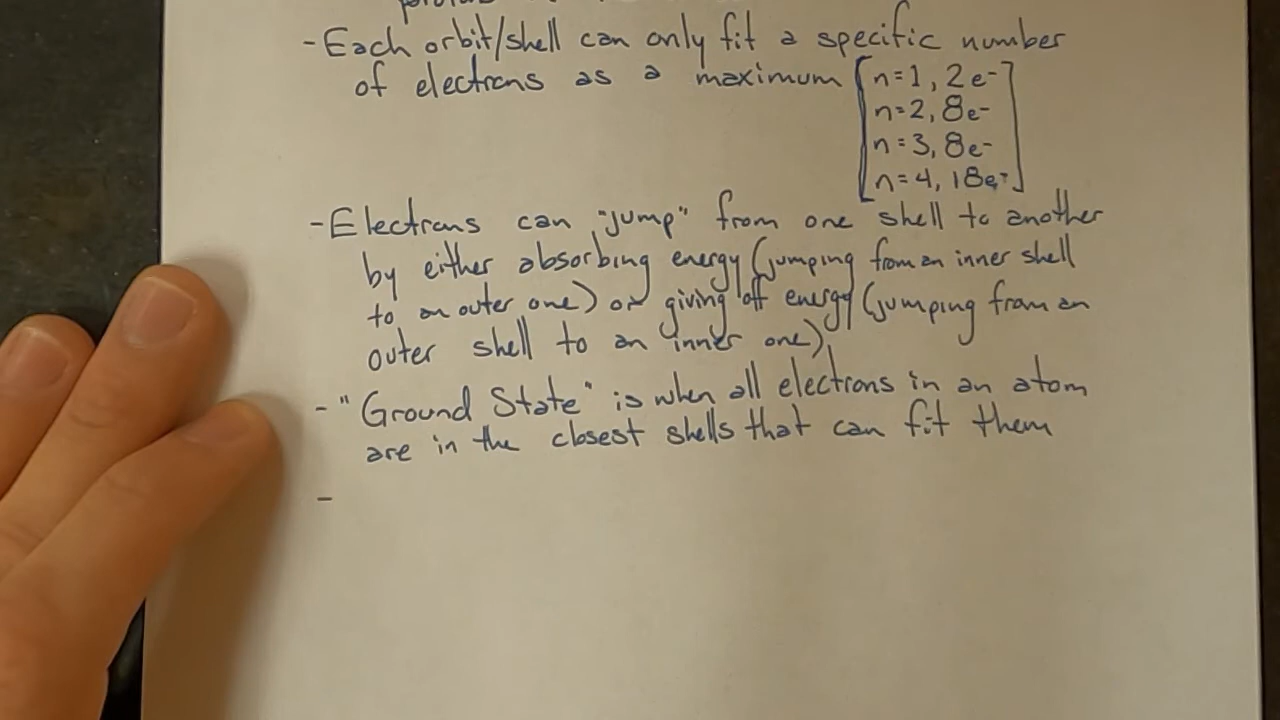 - Each orbit/shell can only fit a specific number
of electrons as a maximum [n=1, 2e-]
n=2, 8e-
n=3, 8e-
n=4, 18e-
- Electrons can "jump" from one shell to another
by either absorbing energy (jumping from an inner shell
to an outer one) or giving off energy (jumping from an
outer shell to an inner one).
- "Ground State" is when all electrons in an atom
are in the closest shells that can fit them
-